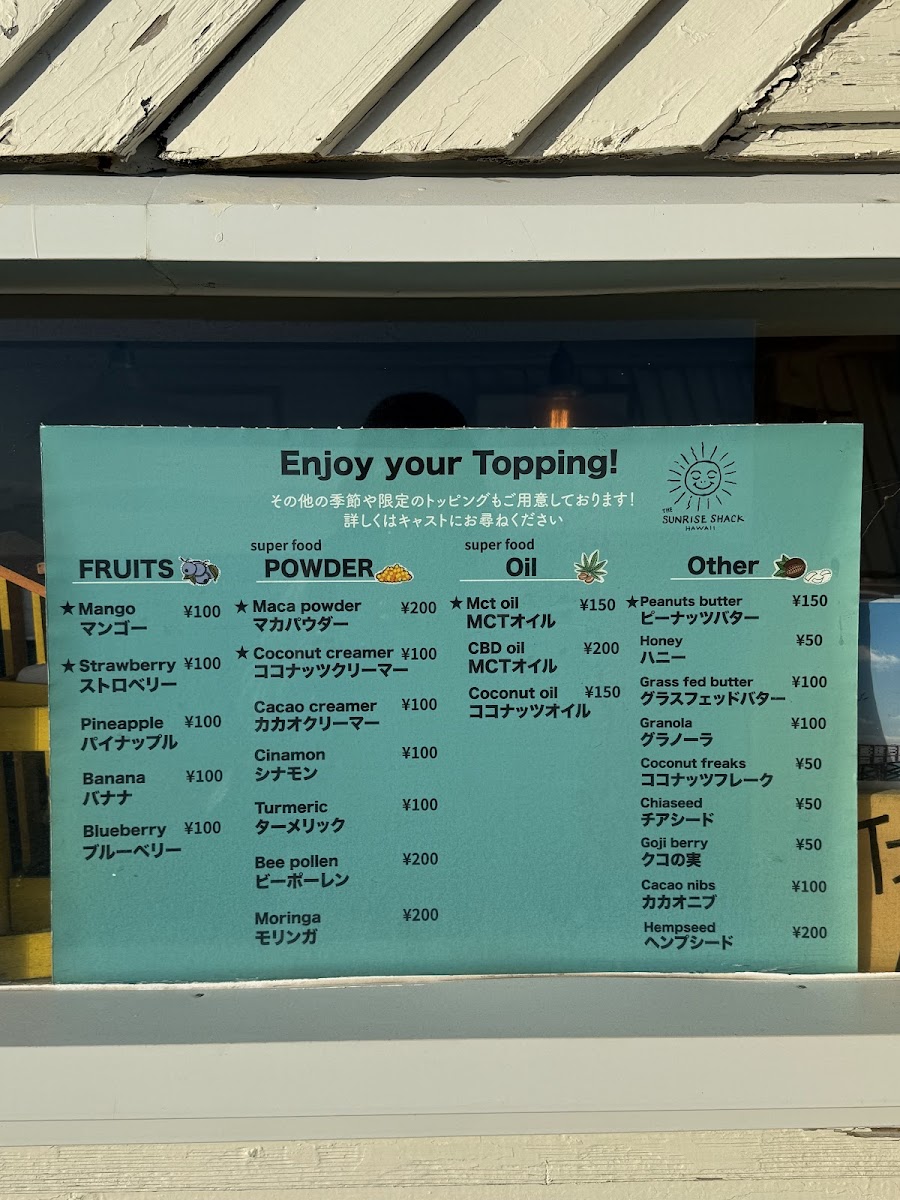 Enjoy your Topping!
その他の季節や限定のトッピングもご用意しております!
詳しくはキャストにお尋ねください
THE
SUNRISE SHACK
HAWAII
FRUITS
★ Mango ¥100
マンゴー
★ Strawberry ¥100
ストロベリー
Pineapple ¥100
パイナップル
Banana ¥100
バナナ
Blueberry ¥100
ブルーベリー
super food
POWDER
★ Maca powder ¥200
マカパウダー
★ Coconut creamer ¥100
ココナッツクリーマー
Cacao creamer ¥100
カカオクリーマー
Cinamon ¥100
シナモン
Turmeric ¥100
ターメリック
Bee pollen ¥200
ビーポーレン
Moringa ¥200
モリンガ
super food
Oil
★ Mct oil ¥150
MCTオイル
CBD oil ¥200
MCTオイル
Coconut oil ¥150
ココナッツオイル
Other
★ Peanuts butter ¥150
ピーナッツバター
Honey ¥50
ハニー
Grass fed butter ¥100
グラスフェッドバター
Granola ¥100
グラノーラ
Coconut freaks ¥50
ココナッツフレーク
Chiaseed ¥50
チアシード
Goji berry ¥50
クコの実
Cacao nibs ¥100
カカオニブ
Hempseed ¥200
ヘンプシード